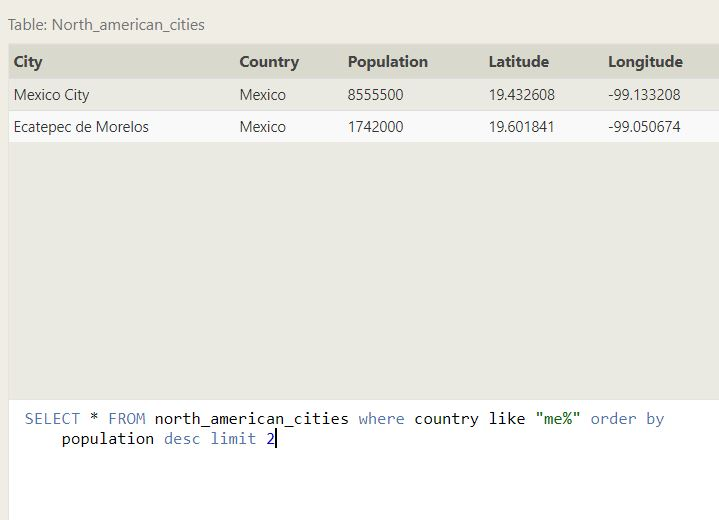 Table: North_american_cities
City Country Population Latitude Longitude
Mexico City Mexico 8555500 19.432608 -99.133208
Ecatepec de Morelos Mexico 1742000 19.601841 -99.050674
SELECT * FROM north_american_cities where country like "me%" order by
population desc limit 2